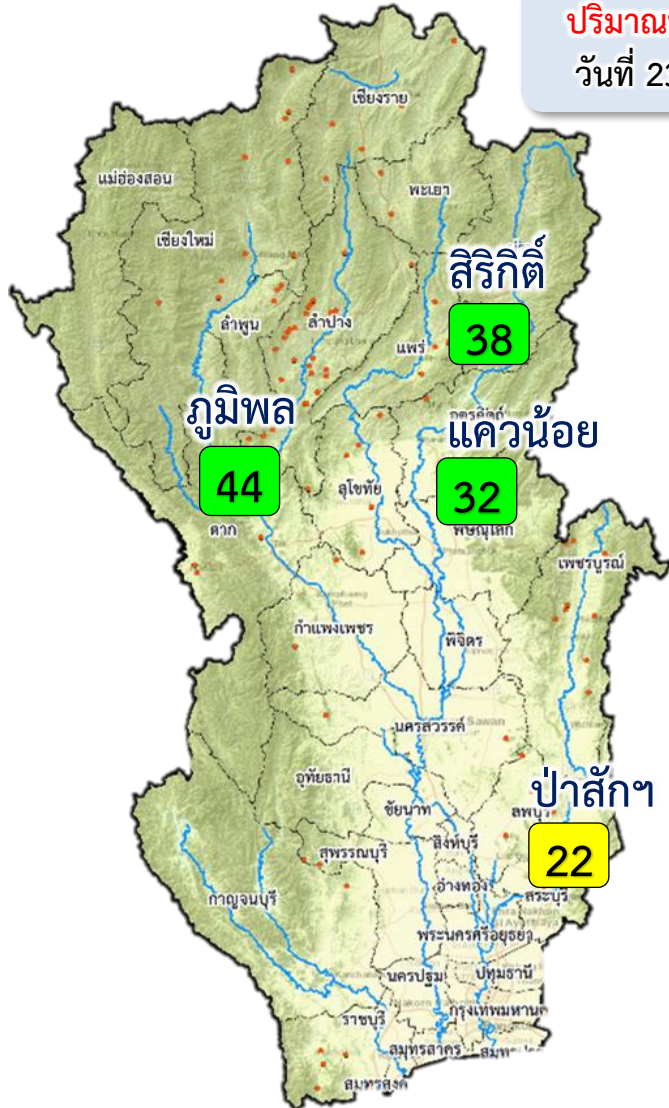 ปริมาณ
วันที่ 23
เชียงราย
แม่ฮ่องสอน
พะเยา
เชียงใหม่
สิริกิติ์
38
ลำพูน
ลำปาง
แพร่
ภูมิพล
44
แควน้อย
32
สุโขทัย
ตาก
พิษณุโลก
เพชรบูรณ์
กำแพงเพชร
พิจิตร
นครสวรรค์
Sawan
อุทัยธานี
ป่าสักฯ
22
ชัยนาท
ลพบุรี
สิงห์บุรี
สุพรรณบุรี
อ่างทอง
กาญจนบุรี
สระบุรี
พระนครศรีอยุธยา
นครปฐม
ปทุมธานี
ราชบุรี
กรุงเทพมหาน
สมุทรสาคร
สมุทรสงค